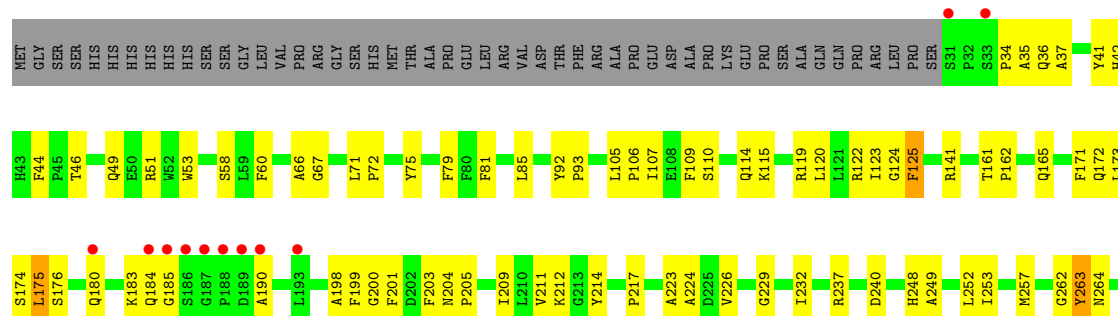 MET GLY SER SER HIS HIS HIS HIS HIS HIS SER SER GLY LEU VAL PRO ARG GLY SER HIS MET THR ALA PRO GLU LEU ARG VAL ASP THR PHE ARG ALA PRO GLU ASP ALA PRO LYS GLU PRO SER ALA GLN GLN PRO ARG LEU PRO SER S31 P32 S33 P34 A35 Q36 A37 Y41 H42
H43 F44 P45 T46 Q49 E50 R51 W52 W53 S58 L59 F60 A66 G67 L71 P72 Y75 F79 F80 F81 L85 Y92 P93 L105 P106 I107 E108 F109 S110 Q114 K115 R119 L120 L121 R122 I123 G124 F125 R141 T161 P162 Q165 F171 Q172 L173
S174 L175 S176 Q180 K183 Q184 G185 S186 G187 P188 D189 A190 L193 A198 F199 G200 F201 D202 F203 N204 P205 I209 L210 V211 K212 G213 Y214 P217 A223 A224 D225 V226 G229 I232 R237 D240 H248 A249 L252 I253 M257 G262 Y263 N264